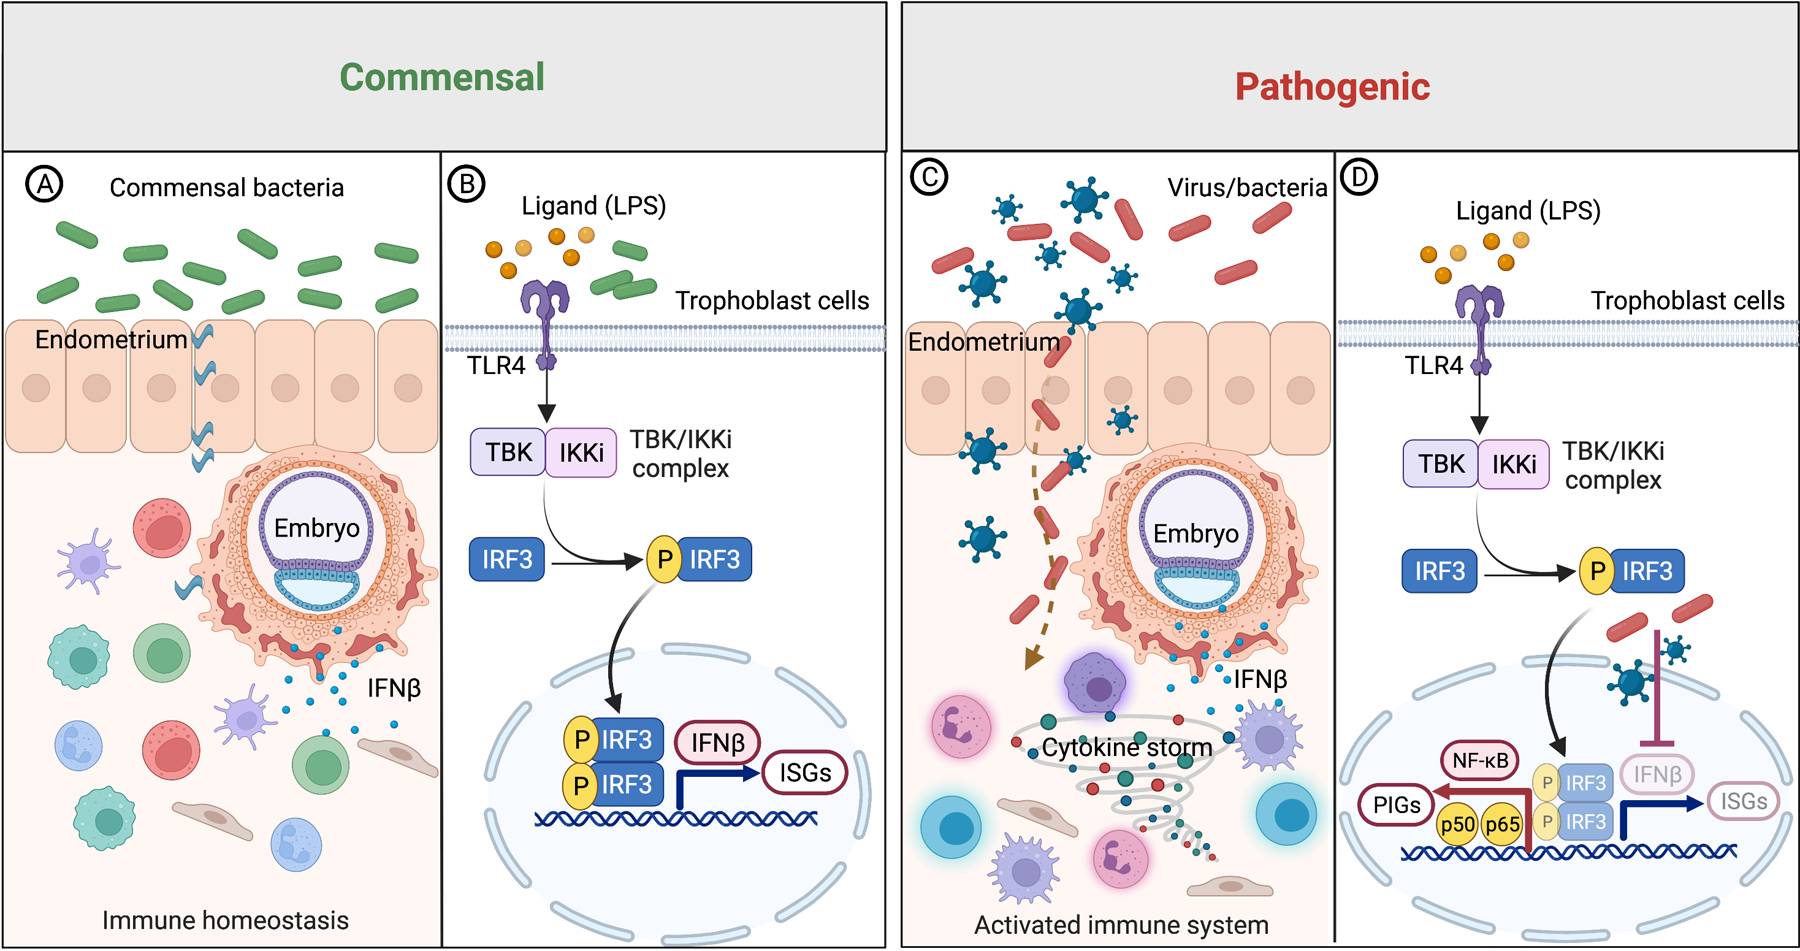 Commensal
Pathogenic
A
Commensal bacteria
Endometrium
Embryo
IFNβ
Immune homeostasis
B
Ligand (LPS)
Trophoblast cells
TLR4
TBK
IKKi
TBK/IKKi
complex
IRF3
P
IRF3
P
IRF3
P
IRF3
IFNβ
ISGs
C
Virus/bacteria
Endometrium
Embryo
IFNβ
Cytokine storm
Activated immune system
D
Ligand (LPS)
Trophoblast cells
TLR4
TBK
IKKi
TBK/IKKi
complex
IRF3
P
IRF3
NF-κB
P
IRF3
IFNβ
PIGs
p50
p65
P
IRF3
ISGs